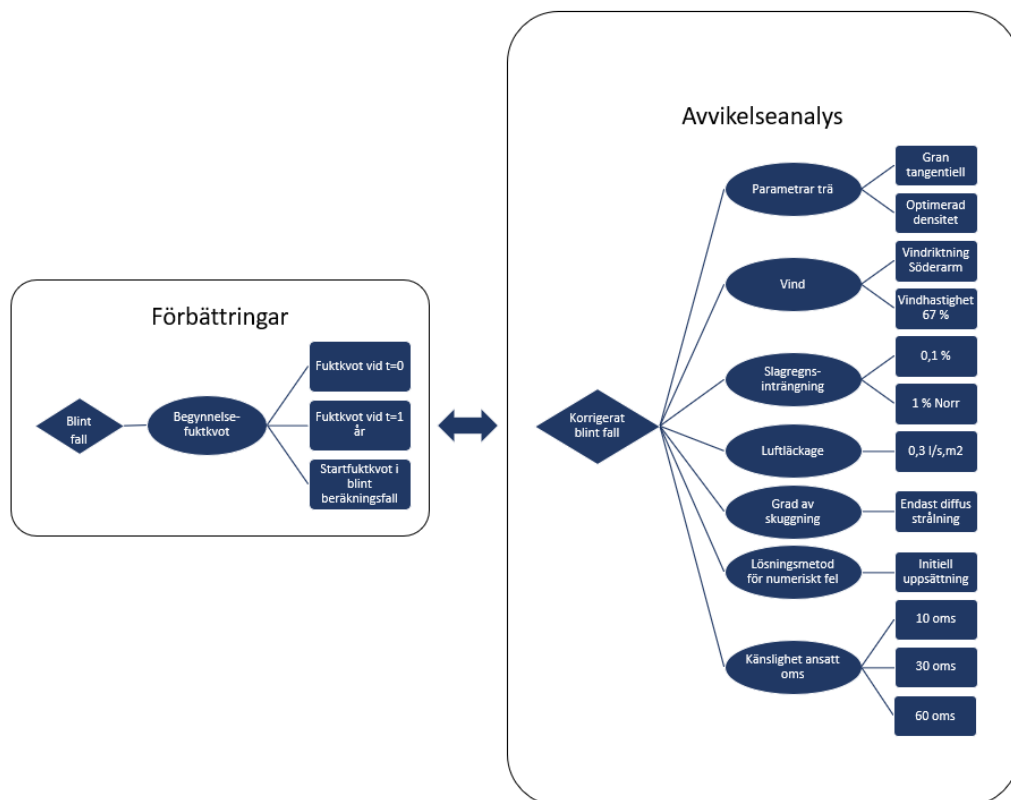 Förbättringar
Blint
fall
Begynnelse-
fuktkvot
Fuktkvot vid t=0
Fuktkvot vid t=1
år
Startfuktkvot i
blint
beräkningsfall
Avvikelseanalys
Korrigerat
blint fall
Parametrar trä
Gran
tangentiell
Optimerad
densitet
Vind
Vindriktning
Söderarm
Vindhastighet
67 %
Slagregns-
inträngning
0,1 %
1 % Norr
Luftläckage
0,3 l/s,m2
Grad av
skuggning
Endast diffus
strålning
Lösningsmetod
för numeriskt fel
Initiell
uppsättning
Känslighet ansatt
oms
10 oms
30 oms
60 oms